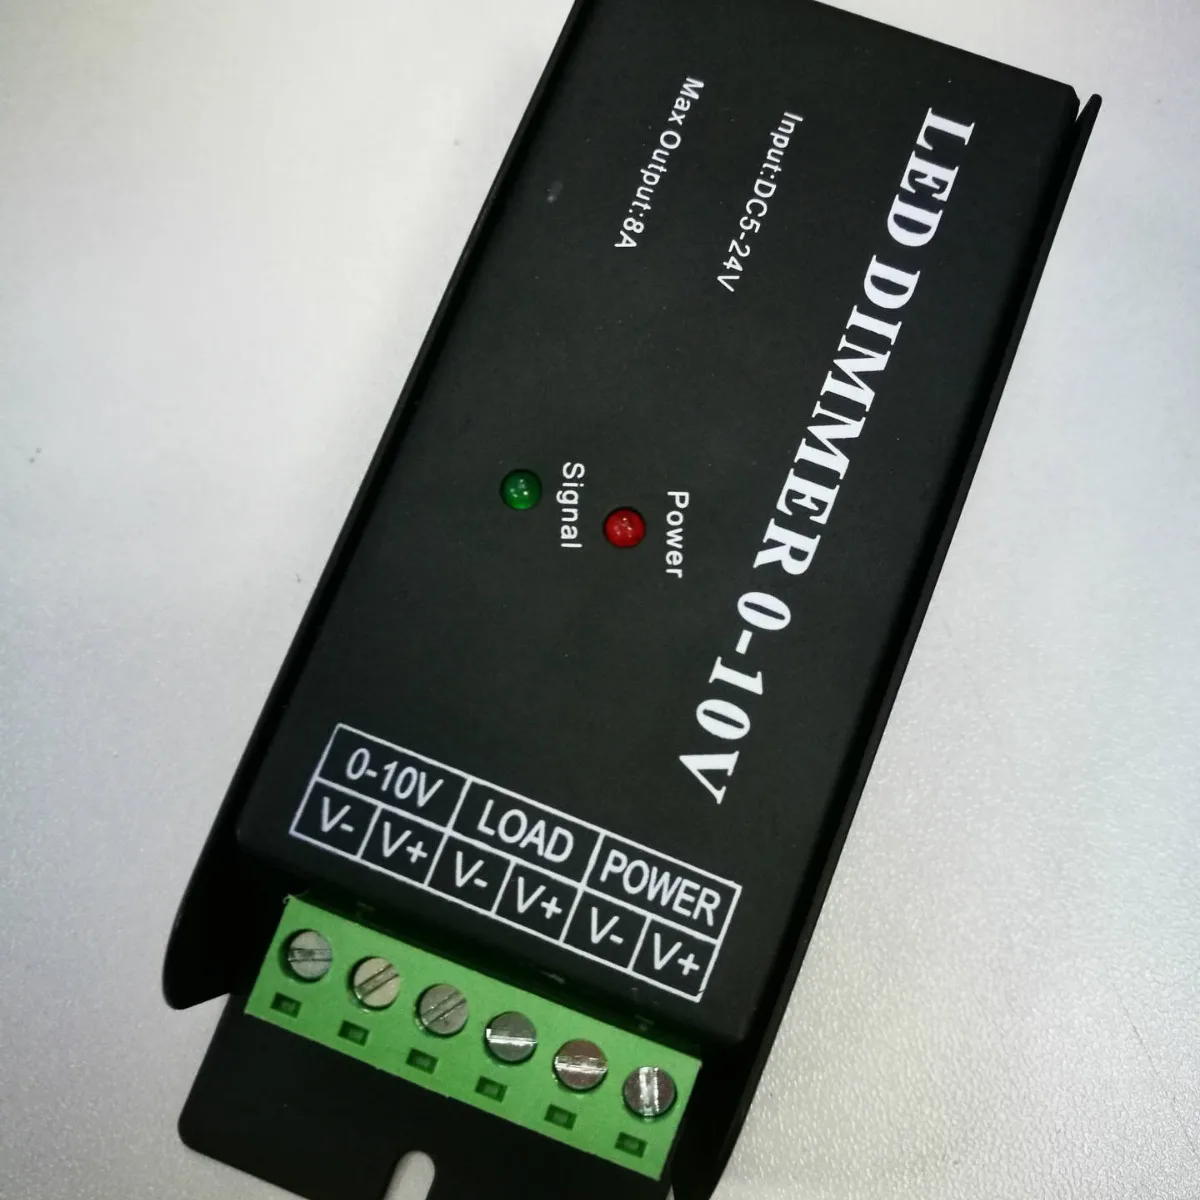 LED DIMMER 0-10V
Input:DC5-24V
Max Output:8A
Power
Signal
0-10V LOAD POWER
V- V+ V- V+ V- V+